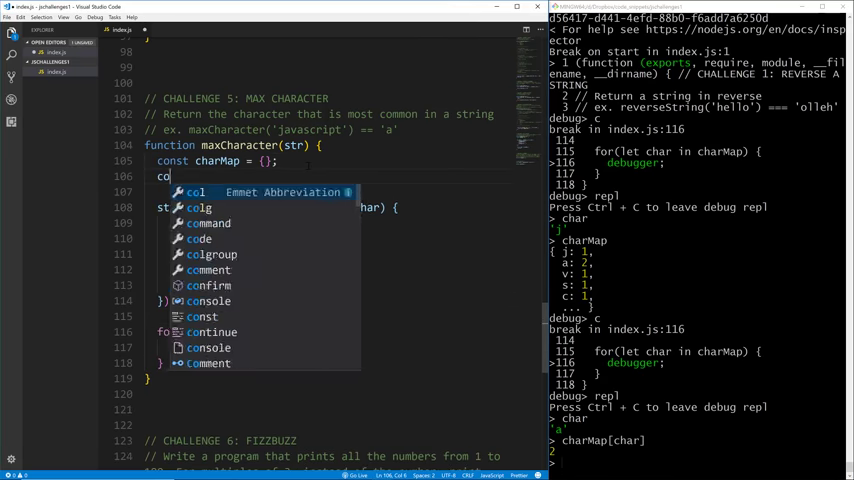 index.js - jschallenges1 - Visual Studio Code
File Edit Selection View Go Debug Tasks Help
EXPLORER
OPEN EDITORS 1 UNSAVED
index.js
JSCHALLENGES1
index.js
index.js
98
99
100
101 // CHALLENGE 5: MAX CHARACTER
102 // Return the character that is most common in a string
103 // ex. maxCharacter('javascript') == 'a'
104 function maxCharacter(str) {
105 const charMap = {};
106 co
107
col Emmet Abbreviation
108 st har) {
colg
109
command
110
code
111
colgroup
112
comment
113
confirm
114 })
console
115
const
116 fo
continue
117
console
118 }
Comment
119 }
120
121
122
123 // CHALLENGE 6: FIZZBUZZ
124 // Write a program that prints all the numbers from 1 to
0 0 Go Live Ln 106, Col 6 Spaces: 2 UTF-8 CRLF JavaScript Prettier
MINGW64:/d/Dropbox/code_snippets/jschallenges1
d56417-d441-4efd-88b0-f6add7a6250d
< For help see https://nodejs.org/en/docs/insp
ector
Break on start in index.js:1
> 1 (function (exports, require, module, __fil
ename, __dirname) { // CHALLENGE 1: REVERSE A
STRING
2 // Return a string in reverse
3 // ex. reverseString('hello') === 'olleh'
debug> c
break in index.js:116
114
115 for(let char in charMap) {
>116 debugger;
117 }
118 }
debug> repl
Press Ctrl + C to leave debug repl
> char
'j'
> charMap
{ j: 1,
a: 2,
v: 1,
s: 1,
c: 1,
... }
debug> c
break in index.js:116
114
115 for(let char in charMap) {
>116 debugger;
117 }
118 }
debug> repl
Press Ctrl + C to leave debug repl
> char
'a'
> charMap[char]
2
>